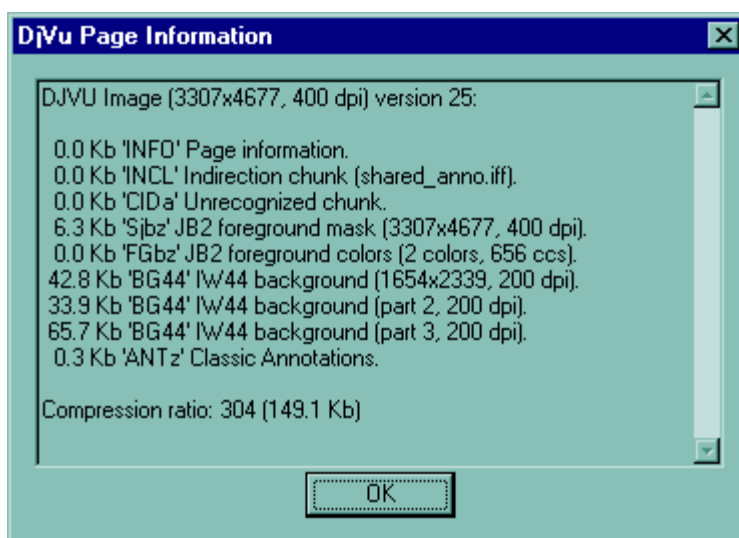 DjVu Page Information
DJVU Image (3307x4677, 400 dpi) version 25:
0.0 Kb 'INFO' Page information.
0.0 Kb 'INCL' Indirection chunk (shared_anno.iff).
0.0 Kb 'CIDa' Unrecognized chunk.
6.3 Kb 'Sjbz' JB2 foreground mask (3307x4677, 400 dpi).
0.0 Kb 'FGbz' JB2 foreground colors (2 colors, 656 ccs).
42.8 Kb 'BG44' IW44 background (1654x2339, 200 dpi).
33.9 Kb 'BG44' IW44 background (part 2, 200 dpi).
65.7 Kb 'BG44' IW44 background (part 3, 200 dpi).
0.3 Kb 'ANTz' Classic Annotations.
Compression ratio: 304 (149.1 Kb)
OK